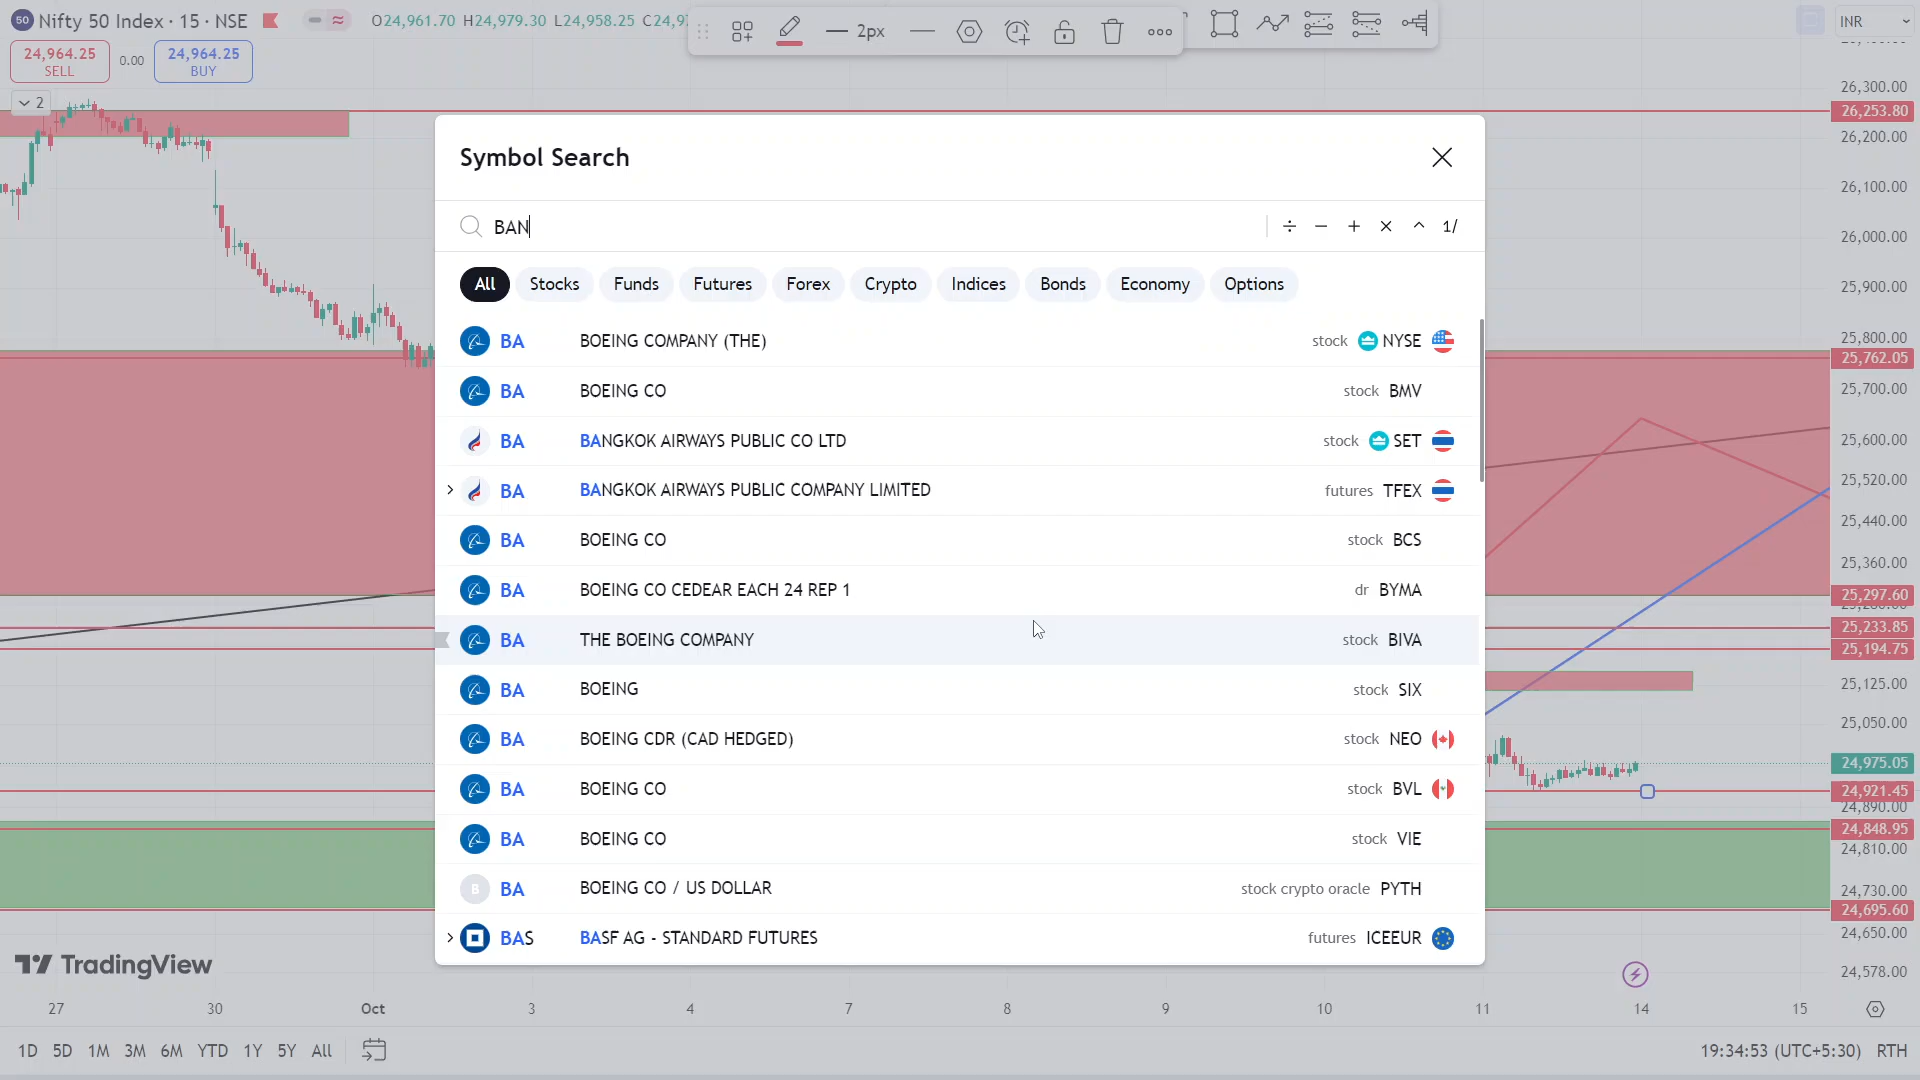 50 Nifty 50 Index · 15 · NSE
O24,961.70 H24,979.30 L24,958.25
24,964.25 SELL
0.00
24,964.25 BUY
2
2px
INR
26,300.00
26,253.80
26,200.00
26,100.00
26,000.00
25,900.00
25,800.00
25,762.05
25,700.00
25,600.00
25,520.00
25,440.00
25,360.00
25,297.60
25,233.85
25,194.75
25,125.00
25,050.00
24,975.05
24,921.45
24,890.00
24,848.95
24,810.00
24,730.00
24,695.60
24,650.00
24,578.00
Symbol Search
BAN
÷ − + × ^ 1/
All Stocks Funds Futures Forex Crypto Indices Bonds Economy Options
BA BOEING COMPANY (THE) stock NYSE
BA BOEING CO stock BMV
BA BANGKOK AIRWAYS PUBLIC CO LTD stock SET
BA BANGKOK AIRWAYS PUBLIC COMPANY LIMITED futures TFEX
BA BOEING CO stock BCS
BA BOEING CO CEDEAR EACH 24 REP 1 dr BYMA
BA THE BOEING COMPANY stock BIVA
BA BOEING stock SIX
BA BOEING CDR (CAD HEDGED) stock NEO
BA BOEING CO stock BVL
BA BOEING CO stock VIE
B BA BOEING CO / US DOLLAR stock crypto oracle PYTH
BAS BASF AG - STANDARD FUTURES futures ICEEUR
TradingView
27 30 Oct 3 4 7 8 9 10 11 14 15
1D 5D 1M 3M 6M YTD 1Y 5Y All
19:34:53 (UTC+5:30) RTH